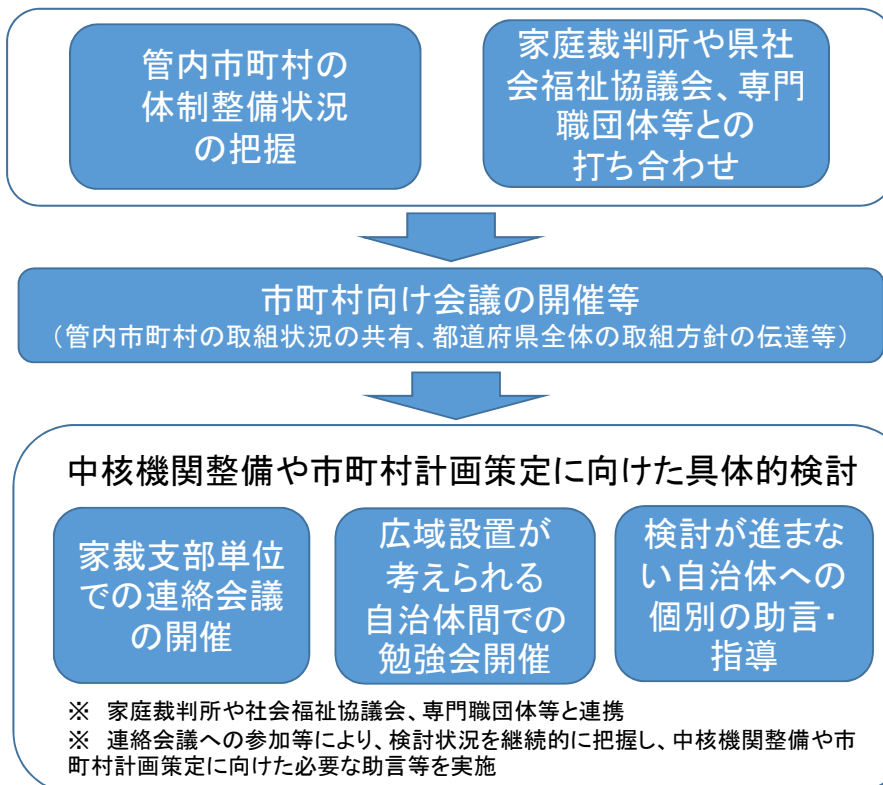 管内市町村の
体制整備状況
の把握
家庭裁判所や県社
会福祉協議会、専門
職団体等との
打ち合わせ
市町村向け会議の開催等
（管内市町村の取組状況の共有、都道府県全体の取組方針の伝達等）
中核機関整備や市町村計画策定に向けた具体的検討
家裁支部単位
での連絡会議
の開催
広域設置が
考えられる
自治体間での
勉強会開催
検討が進まな
い自治体への
個別の助言・
指導
※　家庭裁判所や社会福祉協議会、専門職団体等と連携
※　連絡会議への参加等により、検討状況を継続的に把握し、中核機関整備や市
町村計画策定に向けた必要な助言等を実施